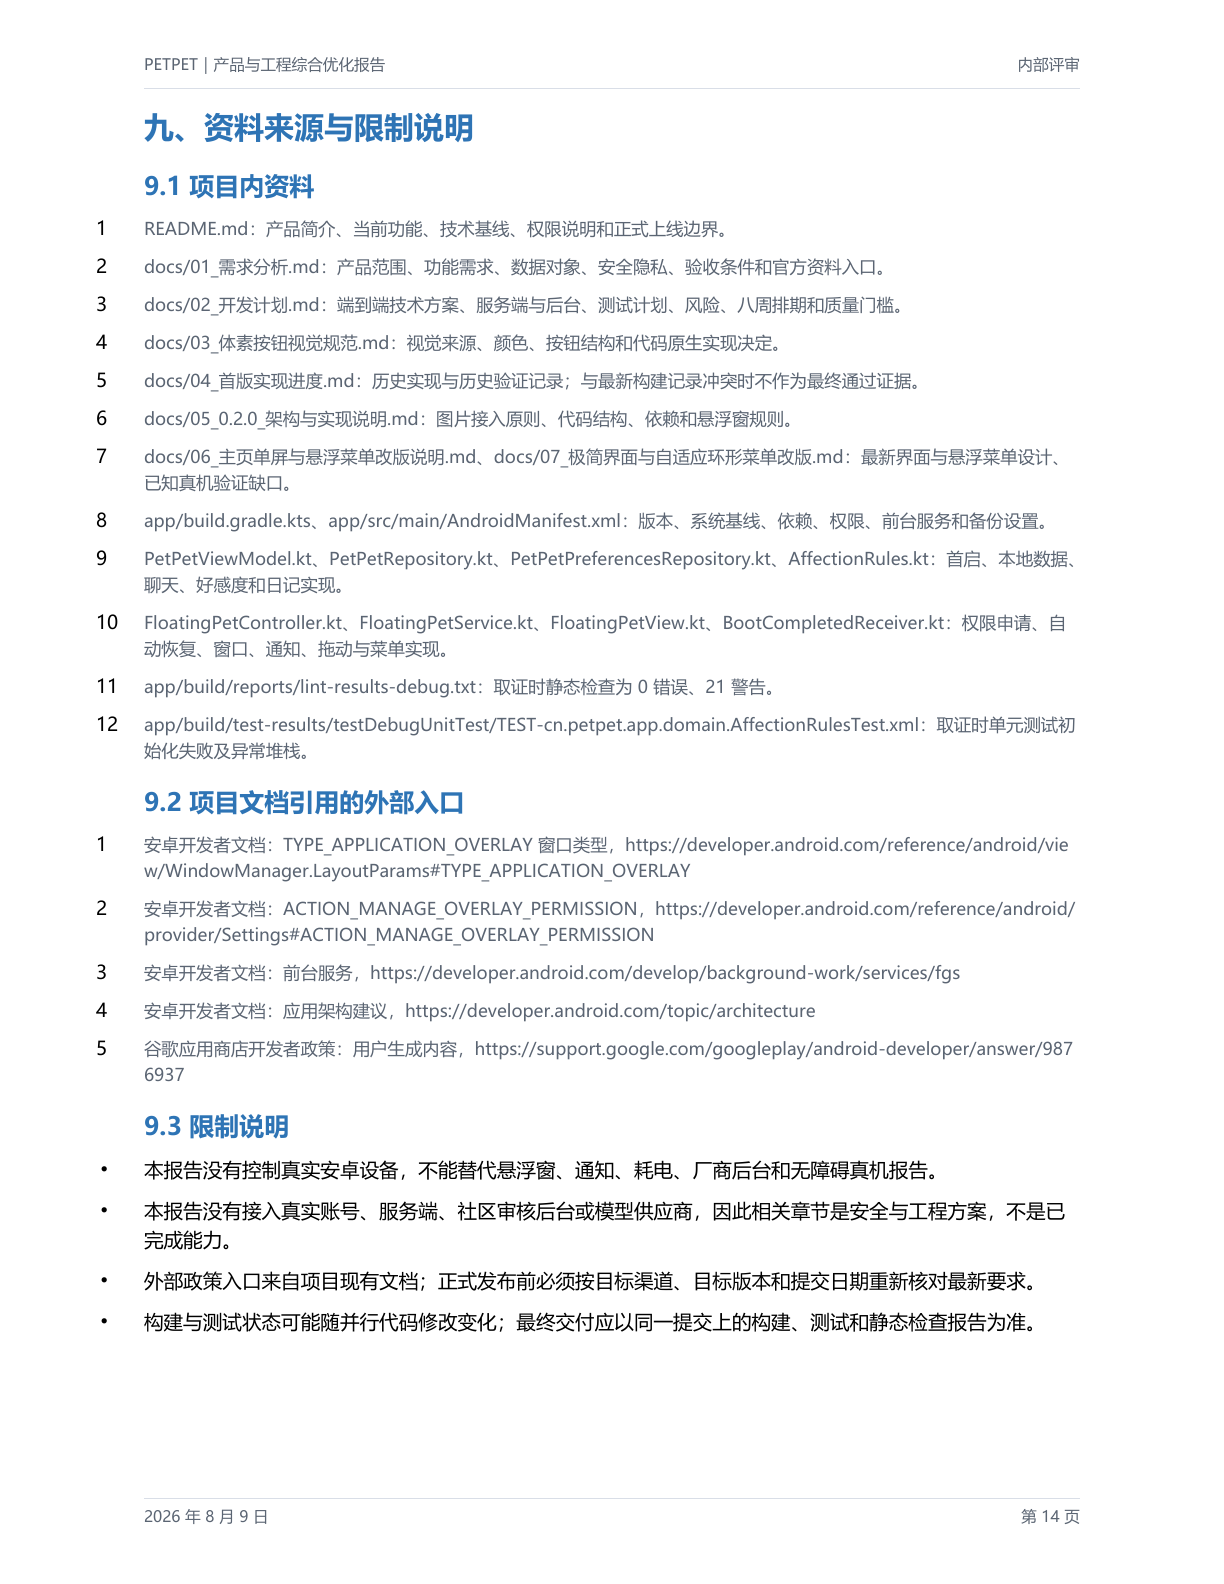 PETPET | 产品与工程综合优化报告
内部评审
九、资料来源与限制说明
9.1 项目内资料
1 README.md：产品简介、当前功能、技术基线、权限说明和正式上线边界。
2 docs/01_需求分析.md：产品范围、功能需求、数据对象、安全隐私、验收条件和官方资料入口。
3 docs/02_开发计划.md：端到端技术方案、服务端与后台、测试计划、风险、八周排期和质量门槛。
4 docs/03_体素按钮视觉规范.md：视觉来源、颜色、按钮结构和代码原生实现决定。
5 docs/04_首版实现进度.md：历史实现与历史验证记录；与最新构建记录冲突时不作为最终通过证据。
6 docs/05_0.2.0_架构与实现说明.md：图片接入原则、代码结构、依赖和悬浮窗规则。
7 docs/06_主页单屏与悬浮菜单改版说明.md、docs/07_极简界面与自适应环形菜单改版.md：最新界面与悬浮菜单设计、
已知真机验证缺口。
8 app/build.gradle.kts、app/src/main/AndroidManifest.xml：版本、系统基线、依赖、权限、前台服务和备份设置。
9 PetPetViewModel.kt、PetPetRepository.kt、PetPetPreferencesRepository.kt、AffectionRules.kt：首启、本地数据、
聊天、好感度和日记实现。
10 FloatingPetController.kt、FloatingPetService.kt、FloatingPetView.kt、BootCompletedReceiver.kt：权限申请、自
动恢复、窗口、通知、拖动与菜单实现。
11 app/build/reports/lint-results-debug.txt：取证时静态检查为 0 错误、21 警告。
12 app/build/test-results/testDebugUnitTest/TEST-cn.petpet.app.domain.AffectionRulesTest.xml：取证时单元测试初
始化失败及异常堆栈。
9.2 项目文档引用的外部入口
1 安卓开发者文档：TYPE_APPLICATION_OVERLAY 窗口类型，https://developer.android.com/reference/android/vie
w/WindowManager.LayoutParams#TYPE_APPLICATION_OVERLAY
2 安卓开发者文档：ACTION_MANAGE_OVERLAY_PERMISSION，https://developer.android.com/reference/android/
provider/Settings#ACTION_MANAGE_OVERLAY_PERMISSION
3 安卓开发者文档：前台服务，https://developer.android.com/develop/background-work/services/fgs
4 安卓开发者文档：应用架构建议，https://developer.android.com/topic/architecture
5 谷歌应用商店开发者政策：用户生成内容，https://support.google.com/googleplay/android-developer/answer/987
6937
9.3 限制说明
• 本报告没有控制真实安卓设备，不能替代悬浮窗、通知、耗电、厂商后台和无障碍真机报告。
• 本报告没有接入真实账号、服务端、社区审核后台或模型供应商，因此相关章节是安全与工程方案，不是已
完成能力。
• 外部政策入口来自项目现有文档；正式发布前必须按目标渠道、目标版本和提交日期重新核对最新要求。
• 构建与测试状态可能随并行代码修改变化；最终交付应以同一提交上的构建、测试和静态检查报告为准。
2026 年 8 月 9 日
第 14 页